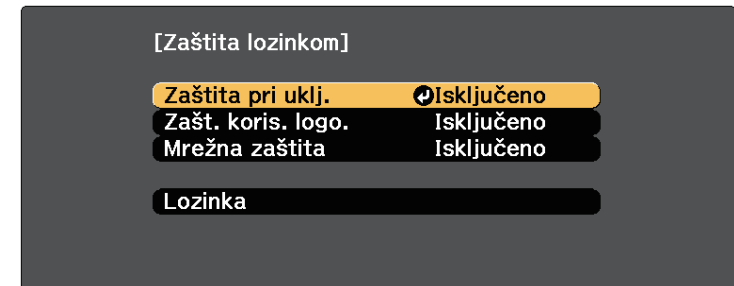 [Zaštita lozinkom]
Zaštita pri uklj. Isključeno
Zašt. koris. logo. Isključeno
Mrežna zaštita Isključeno
Lozinka